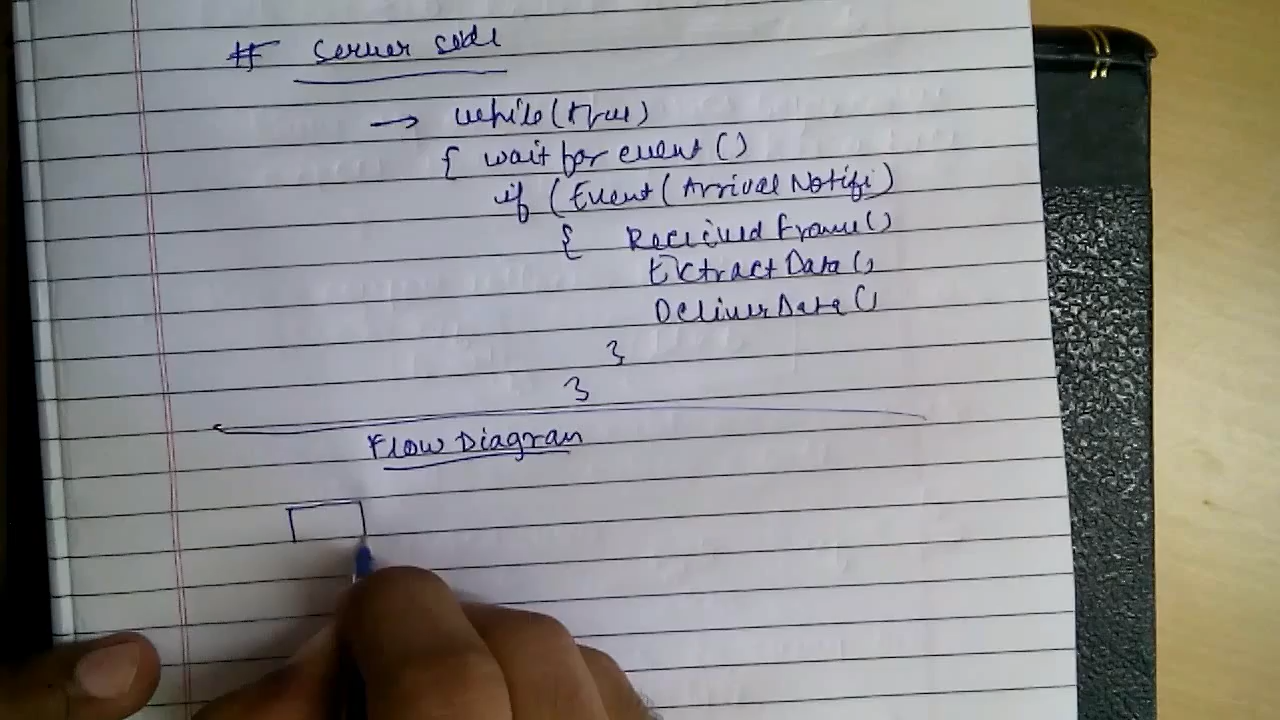 # Server side
→ while(true)
{ wait for event ()
if (Event (Arrival Notifi)
{ Received Frame()
Extract Data ()
Deliver Data ()
}
}
Flow Diagram